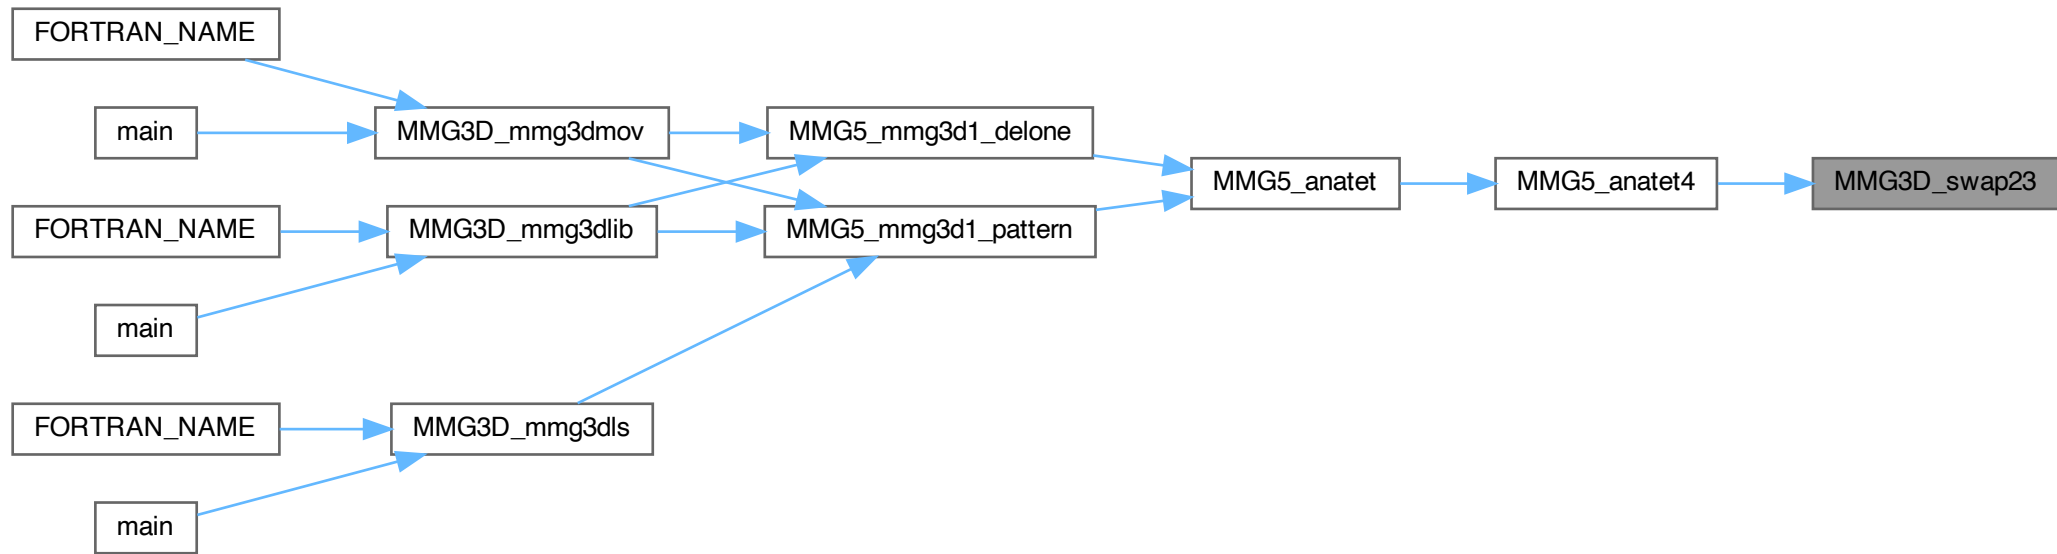 FORTRAN_NAME
main
MMG3D_mmg3dmov
MMG5_mmg3d1_delone
MMG5_anatet
MMG5_anatet4
MMG3D_swap23
FORTRAN_NAME
MMG3D_mmg3dlib
MMG5_mmg3d1_pattern
main
FORTRAN_NAME
MMG3D_mmg3dls
main